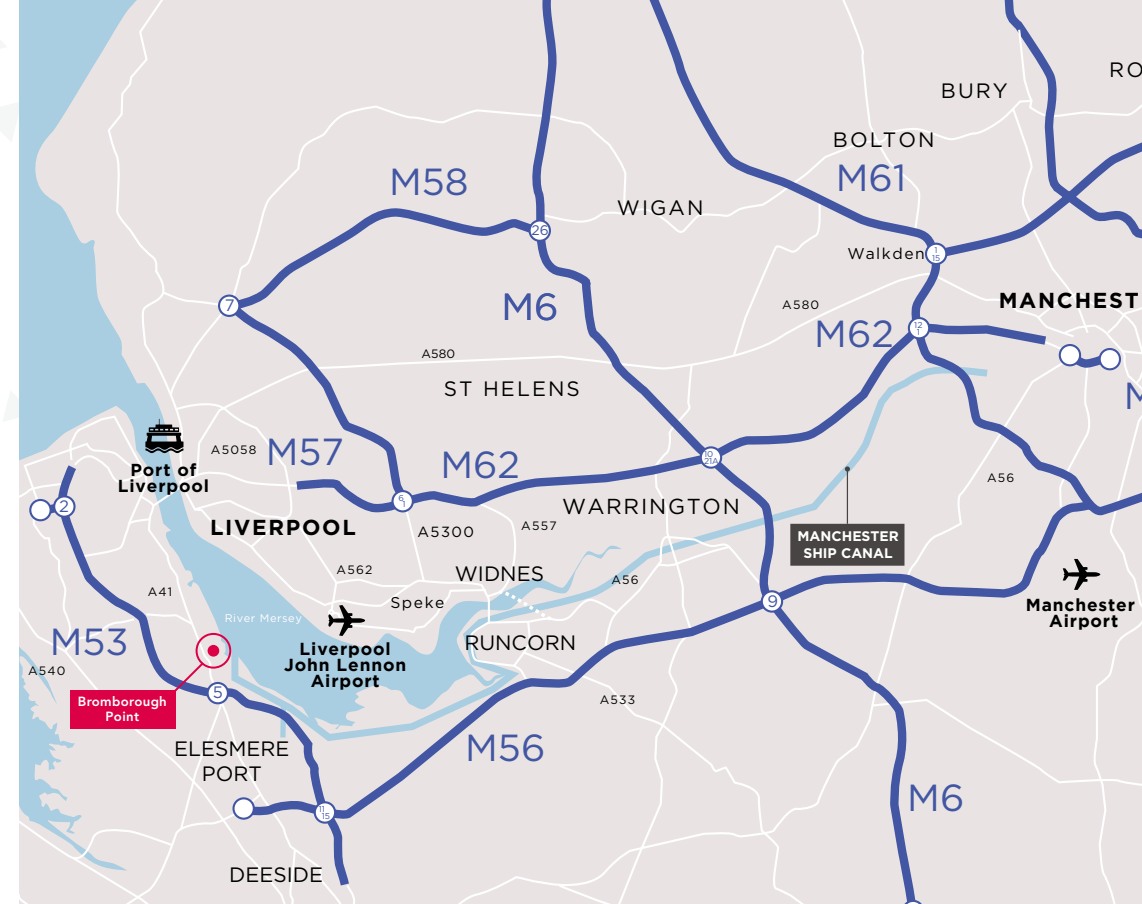 RO
BURY
BOLTON
M61
M58
WIGAN
26
Walkden
1
15
7
M6
MANCHEST
A580
12
1
M62
A580
ST HELENS
M
Port of
Liverpool
A5058
M57
M62
10
21A
A56
2
6
1
WARRINGTON
LIVERPOOL
A5300
A557
MANCHESTER
SHIP CANAL
A562
WIDNES
A56
A41
Speke
9
Manchester
Airport
River Mersey
M53
RUNCORN
Liverpool
John Lennon
Airport
A540
5
Bromborough
Point
A533
ELESMERE
PORT
M56
M6
11
15
DEESIDE